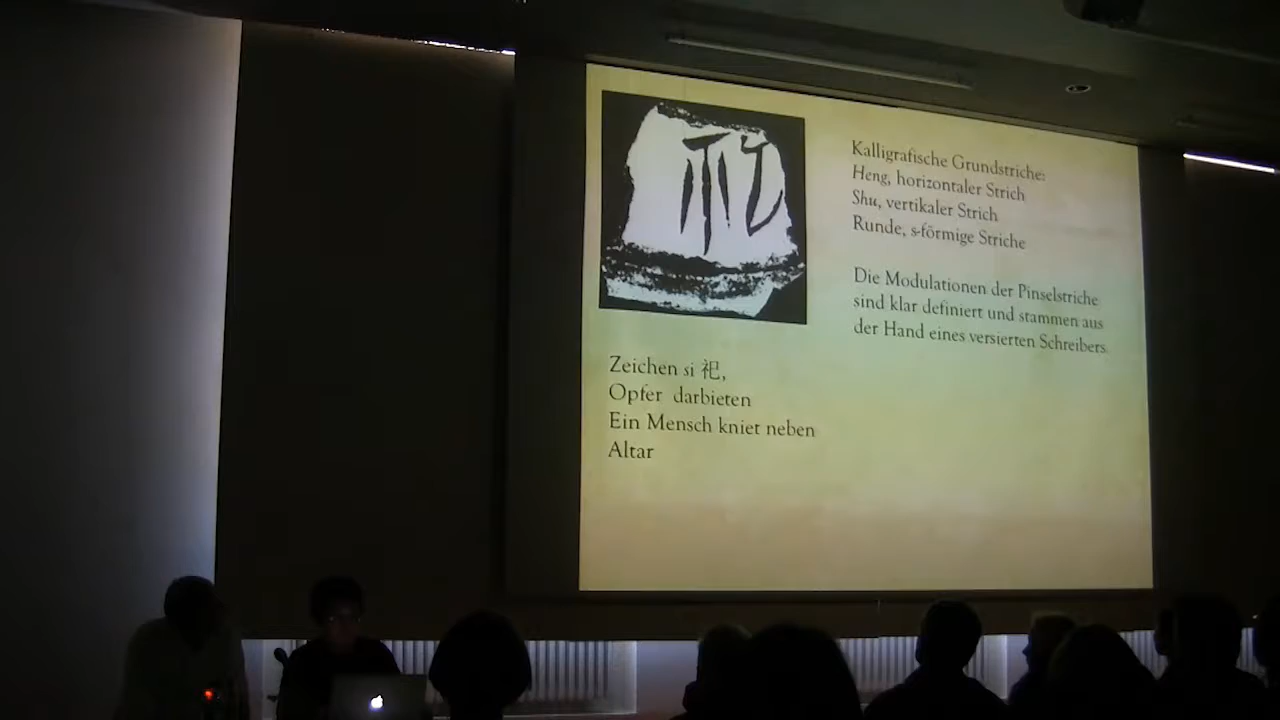 Kalligrafische Grundstriche:
Heng, horizontaler Strich
Shu, vertikaler Strich
Runde, s-förmige Striche
Die Modulationen der Pinselstriche
sind klar definiert und stammen aus
der Hand eines versierten Schreibers.
Zeichen si 祀,
Opfer darbieten
Ein Mensch kniet neben
Altar